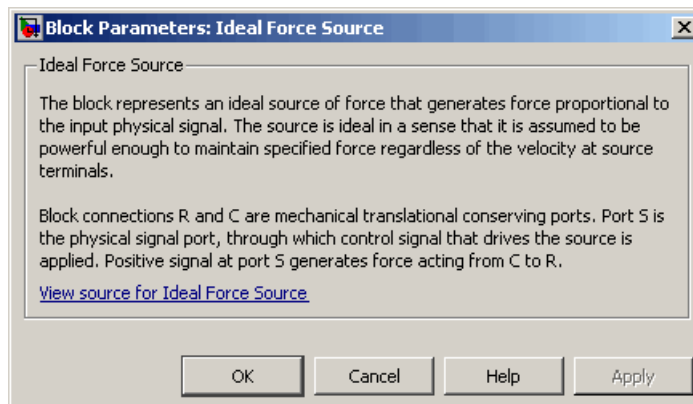 Block Parameters: Ideal Force Source
Ideal Force Source
The block represents an ideal source of force that generates force proportional to
the input physical signal. The source is ideal in a sense that it is assumed to be
powerful enough to maintain specified force regardless of the velocity at source
terminals.
Block connections R and C are mechanical translational conserving ports. Port S is
the physical signal port, through which control signal that drives the source is
applied. Positive signal at port S generates force acting from C to R.
View source for Ideal Force Source
OK
Cancel
Help
Apply